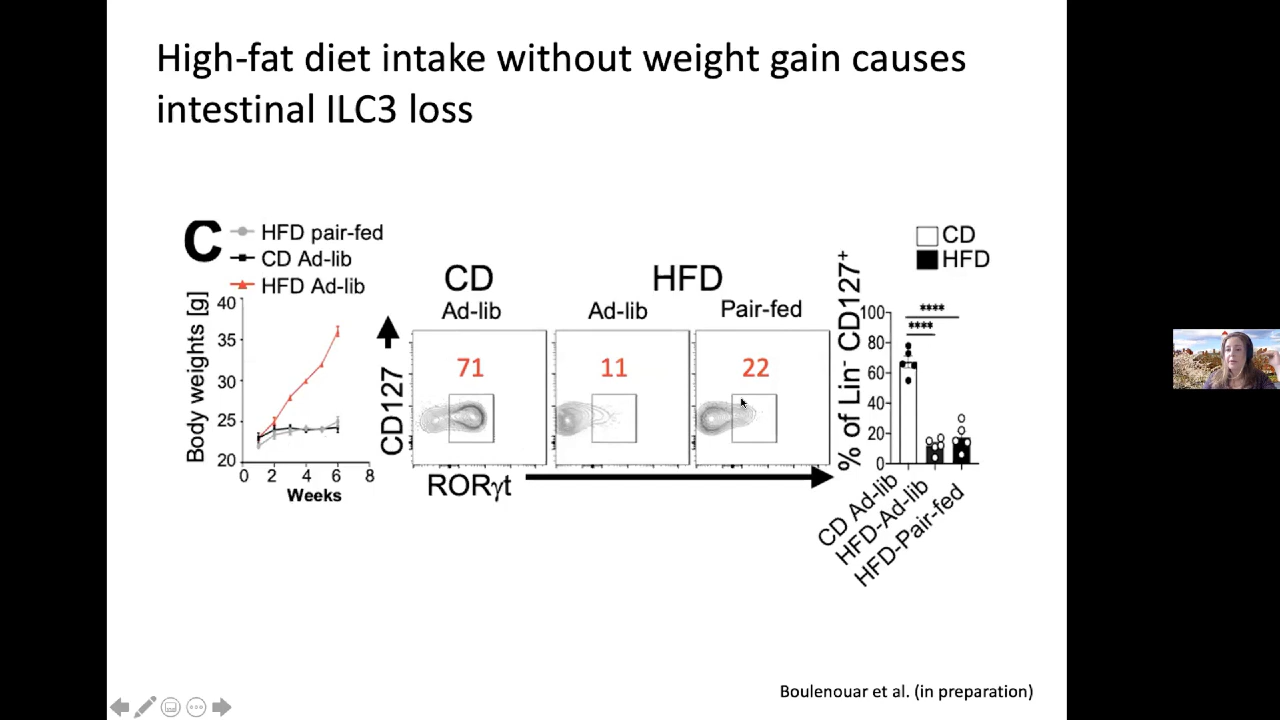 High-fat diet intake without weight gain causes
intestinal ILC3 loss
C
HFD pair-fed
CD Ad-lib
HFD Ad-lib
Body weights [g]
40
35
30
25
20
0 2 4 6 8
Weeks
CD
HFD
Ad-lib
Ad-lib
Pair-fed
71
11
22
CD127
RORγt
CD
HFD
% of Lin⁻ CD127⁺
100
80
60
40
20
0
****
****
CD Ad-lib
HFD-Ad-lib
HFD-Pair-fed
Boulenouar et al. (in preparation)